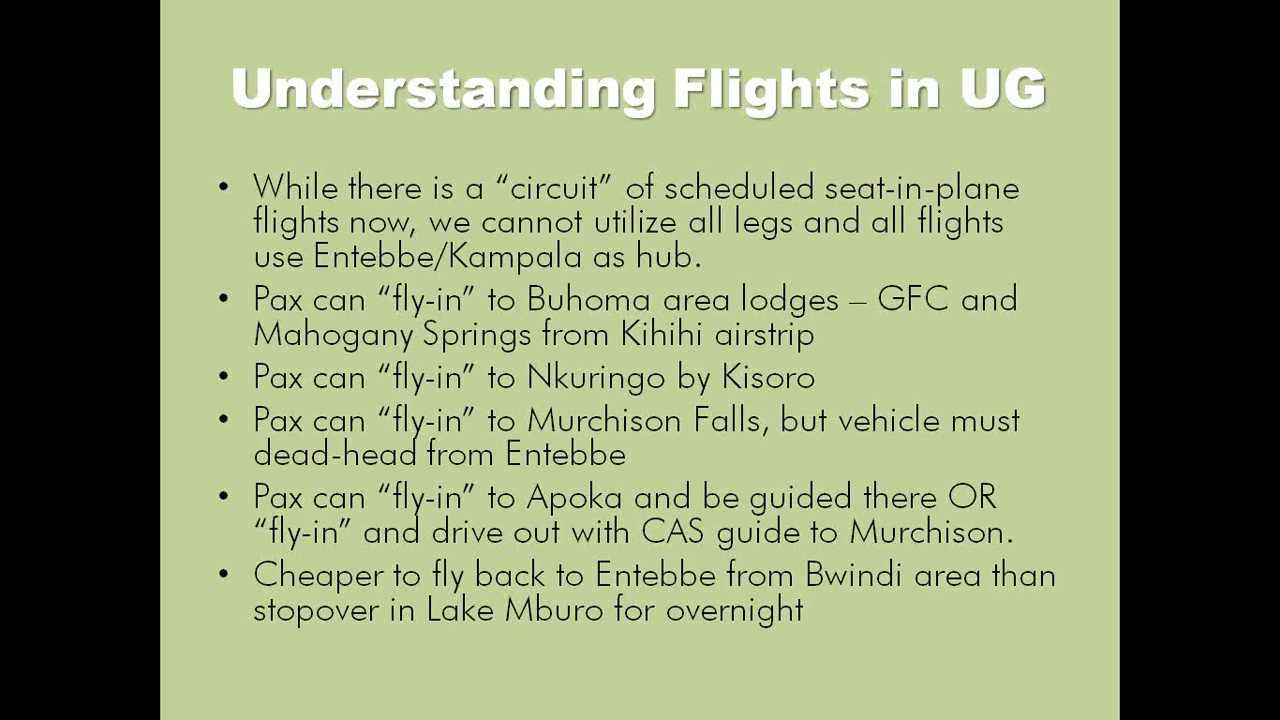 Understanding Flights in UG
• While there is a “circuit” of scheduled seat-in-plane
flights now, we cannot utilize all legs and all flights
use Entebbe/Kampala as hub.
• Pax can “fly-in” to Buhoma area lodges – GFC and
Mahogany Springs from Kihihi airstrip
• Pax can “fly-in” to Nkuringo by Kisoro
• Pax can “fly-in” to Murchison Falls, but vehicle must
dead-head from Entebbe
• Pax can “fly-in” to Apoka and be guided there OR
“fly-in” and drive out with CAS guide to Murchison.
• Cheaper to fly back to Entebbe from Bwindi area than
stopover in Lake Mburo for overnight